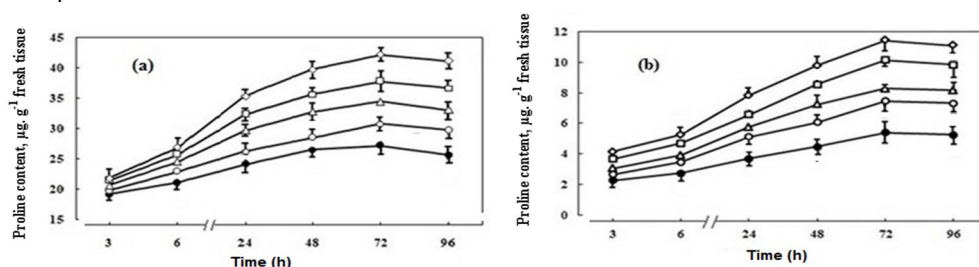 Proline content, µg. g-1 fresh tissue
(a)
45
40
35
30
25
20
15
3 6 24 48 72 96
Time (h)
Proline content, µg. g-1 fresh tissue
(b)
12
10
8
6
4
2
0
3 6 24 48 72 96
Time (h)